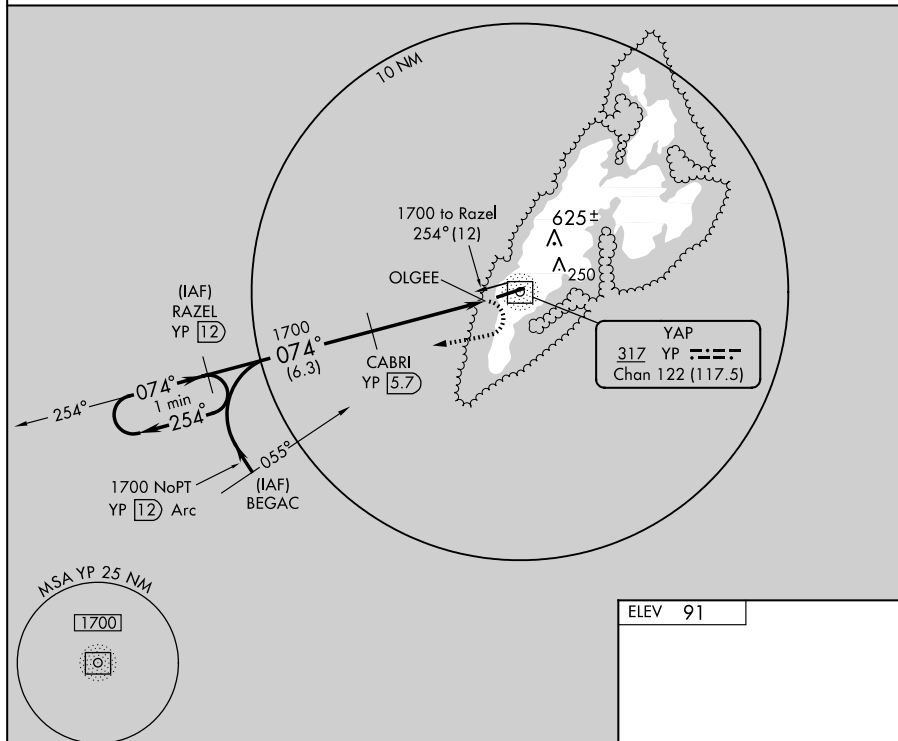 10 NM
625±
250
1700 to Razel
254° (12)
OLGEE
(IAF)
RAZEL
YP 12
1700
074°
(6.3)
CABRI
YP 5.7
YAP
317 YP
Chan 122 (117.5)
254°
074°
1 min
254°
055°
1700 NoPT
YP 12 Arc
(IAF)
BEGAC
MSA YP 25 NM
1700
ELEV 91